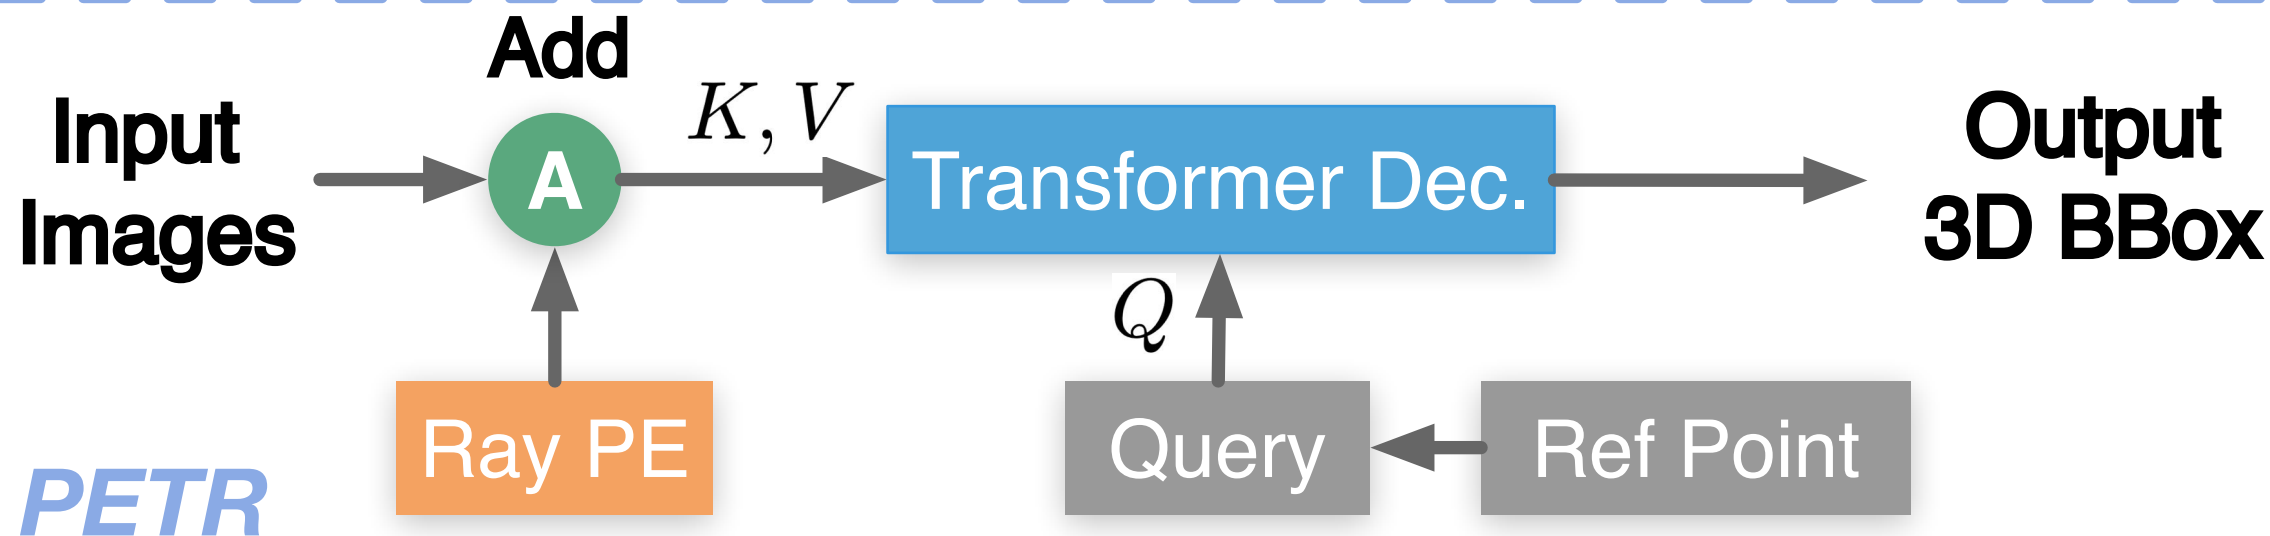 Add
Input
Images
A
K, V
Transformer Dec.
Output
3D BBox
Q
Ray PE
Query
Ref Point
PETR